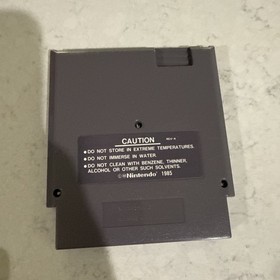 CAUTION REV-A
• DO NOT STORE IN EXTREME TEMPERATURES.
• DO NOT IMMERSE IN WATER.
• DO NOT CLEAN WITH BENZENE, THINNER,
ALCOHOL OR OTHER SUCH SOLVENTS.
Nintendo 1985